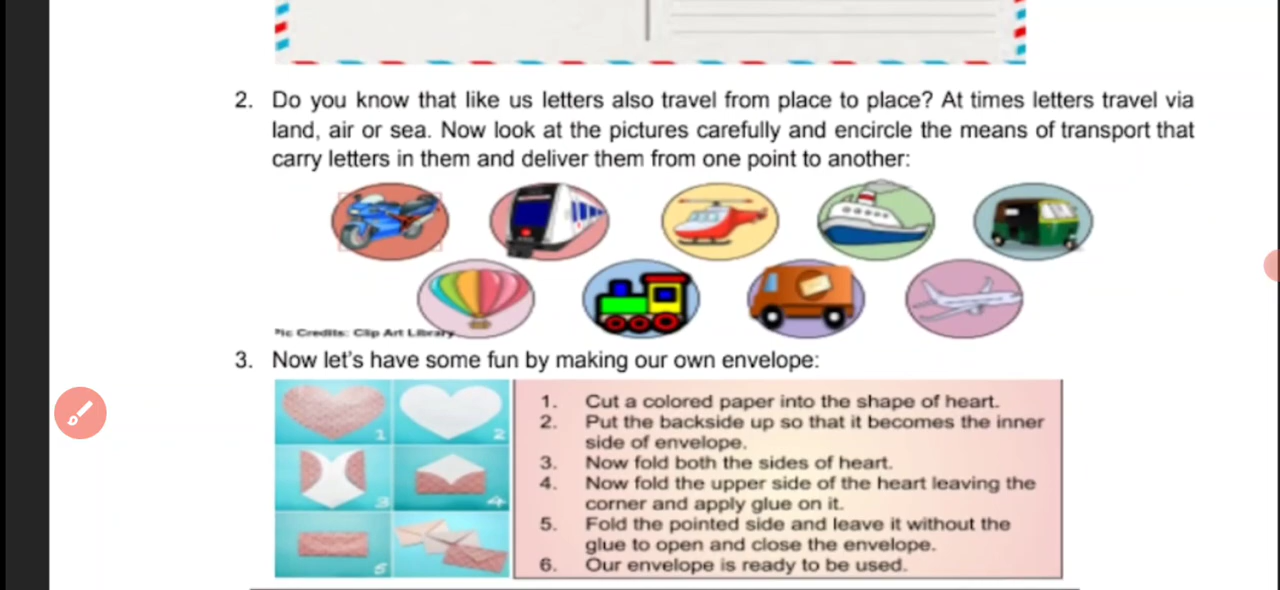 2. Do you know that like us letters also travel from place to place? At times letters travel via
land, air or sea. Now look at the pictures carefully and encircle the means of transport that
carry letters in them and deliver them from one point to another:
Pic Credits: Clip Art Library
3. Now let's have some fun by making our own envelope:
1
2
3
4
5
1. Cut a colored paper into the shape of heart.
2. Put the backside up so that it becomes the inner
side of envelope.
3. Now fold both the sides of heart.
4. Now fold the upper side of the heart leaving the
corner and apply glue on it.
5. Fold the pointed side and leave it without the
glue to open and close the envelope.
6. Our envelope is ready to be used.